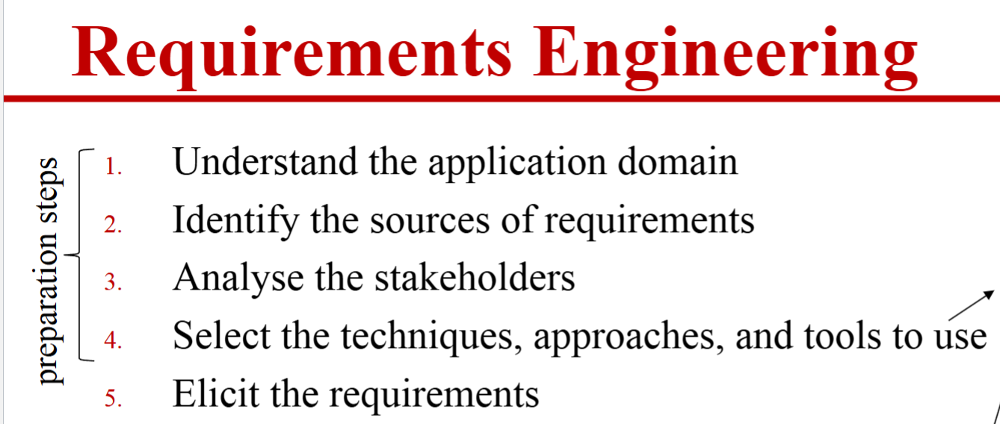 Requirements Engineering
preparation steps
1. Understand the application domain
2. Identify the sources of requirements
3. Analyse the stakeholders
4. Select the techniques, approaches, and tools to use
5. Elicit the requirements